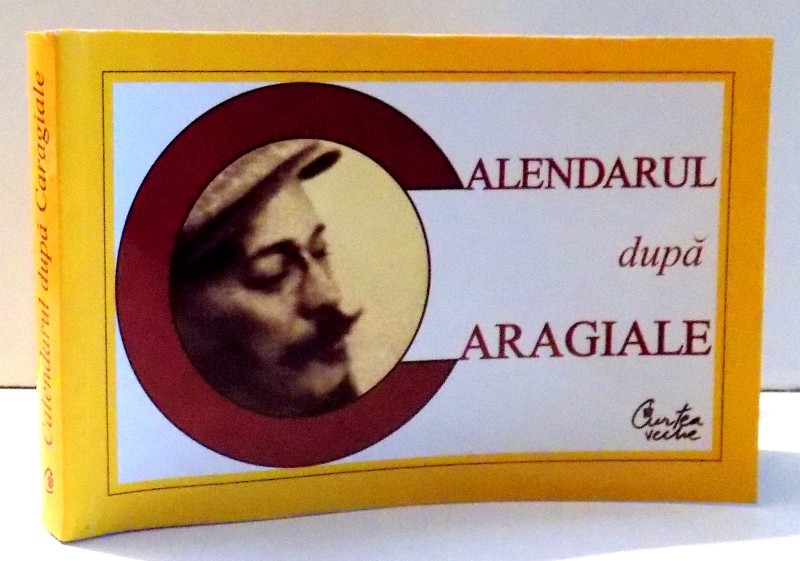 Calendarul după Caragiale
CALENDARUL
după
CARAGIALE
Curtea
veche